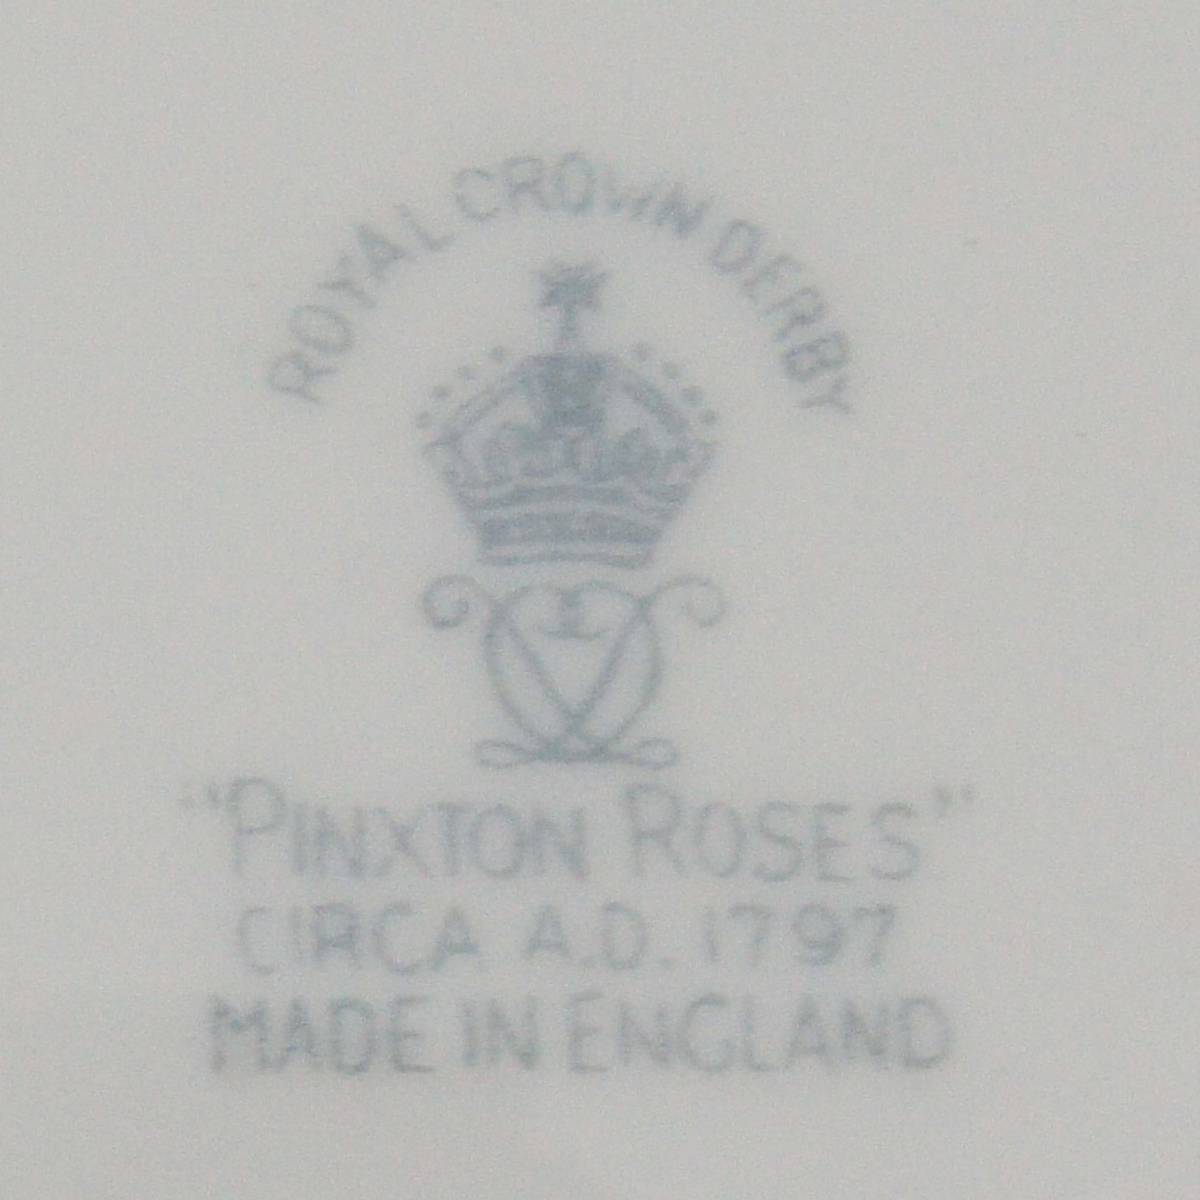 ROYAL CROWN DERBY
"PINXTON ROSES"
CIRCA A.D. 1797
MADE IN ENGLAND